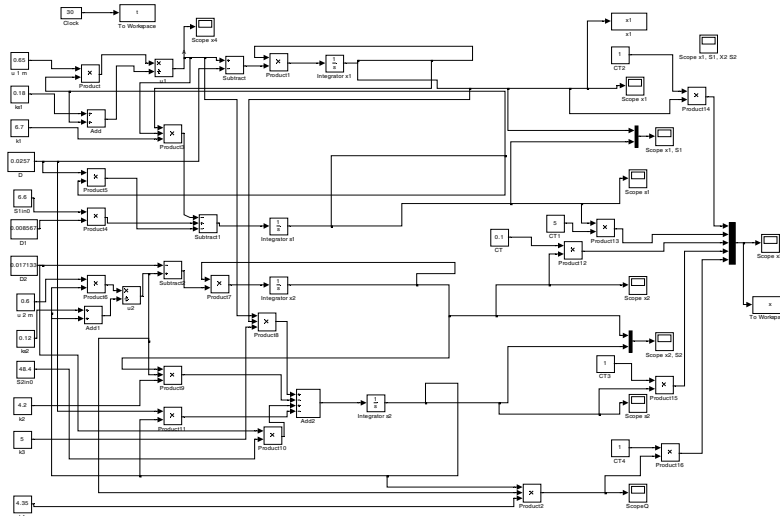 30
Clock
t
To Workspace
Scope x4
x1
x1
Scope x1, S1, X2 S2
0.65
u 1 m
Product
u1
Subtract
Product1
Integrator x1
1
CT2
Scope x1
Product14
0.18
ks1
Add
6.7
k1
Product3
Scope x1, S1
0.0257
D
Product5
6.6
S1in0
Product4
0.008567
D1
Subtract1
Integrator s1
Scope s1
5
CT1
Product13
0.1
CT
Product12
Scope x
0.017133
D2
Subtract2
Product6
u2
Product7
Integrator x2
Scope x2
x
To Workspace
0.6
u 2 m
Add1
0.12
ks2
Product8
Scope x2, S2
48.4
S2in0
Product9
1
CT3
Product15
4.2
k2
Product11
Add2
Integrator s2
Scope s2
5
k3
Product10
1
CT4
Product16
4.35
Product2
ScopeQ